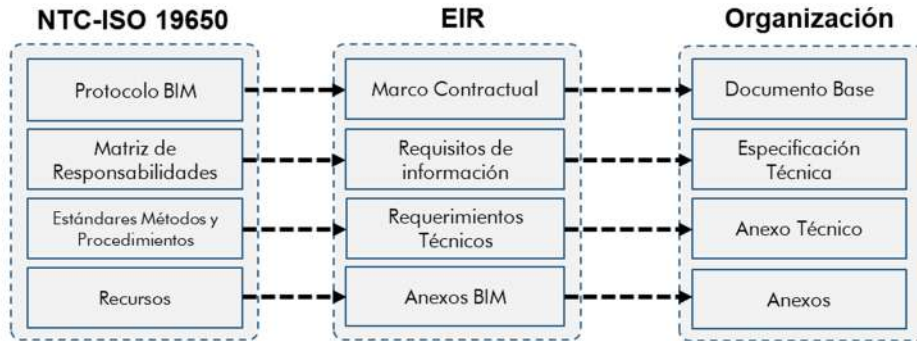 NTC-ISO 19650
EIR
Organización
Protocolo BIM
Marco Contractual
Documento Base
Matriz de
Responsabilidades
Requisitos de
información
Especificación
Técnica
Estándares Métodos y
Procedimientos
Requerimientos
Técnicos
Anexo Técnico
Recursos
Anexos BIM
Anexos